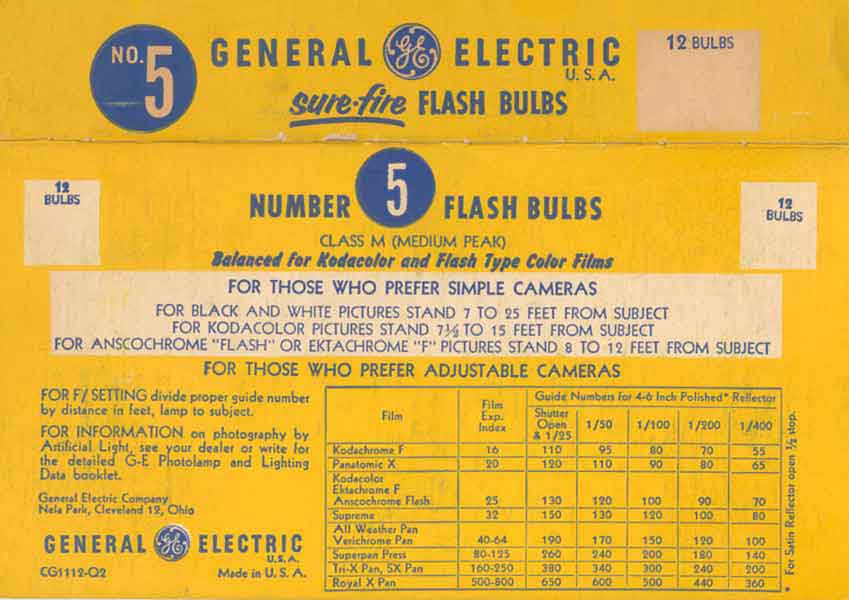 NO. 5
GENERAL GE ELECTRIC
U.S.A.
sure-fire FLASH BULBS
12 BULBS
12
BULBS
NUMBER 5 FLASH BULBS
12
BULBS
CLASS M (MEDIUM PEAK)
Balanced for Kodacolor and Flash Type Color Films
FOR THOSE WHO PREFER SIMPLE CAMERAS
FOR BLACK AND WHITE PICTURES STAND 7 TO 25 FEET FROM SUBJECT
FOR KODACOLOR PICTURES STAND 7½ TO 15 FEET FROM SUBJECT
FOR ANSCOCHROME "FLASH" OR EKTACHROME "F" PICTURES STAND 8 TO 12 FEET FROM SUBJECT
FOR THOSE WHO PREFER ADJUSTABLE CAMERAS
FOR F/ SETTING divide proper guide number
by distance in feet, lamp to subject.
FOR INFORMATION on photography by
Artificial Light, see your dealer or write for
the detailed G-E Photolamp and Lighting
Data booklet.
General Electric Company
Nela Park, Cleveland 12, Ohio
GENERAL GE ELECTRIC
U.S.A.
CG1112-Q2 Made in U.S.A.
Film
Film
Exp.
Index
Guide Numbers for 4-6 Inch Polished* Reflector
Shutter
Open
& 1/25
1/50 1/100 1/200 1/400
Kodachrome F 16 110 95 80 70 55
Panatomic X 20 120 110 90 80 65
Kodacolor
Ektachrome F
Anscochrome Flash 25 130 120 100 90 70
Supreme 32 150 130 120 100 80
All Weather Pan
Verichrome Pan 40-64 190 170 150 120 100
Superpan Press 80-125 260 240 200 180 140
Tri-X Pan, SX Pan 160-250 380 340 300 240 200
Royal X Pan 500-800 650 600 500 440 360
* For Satin Reflector open ½ stop.